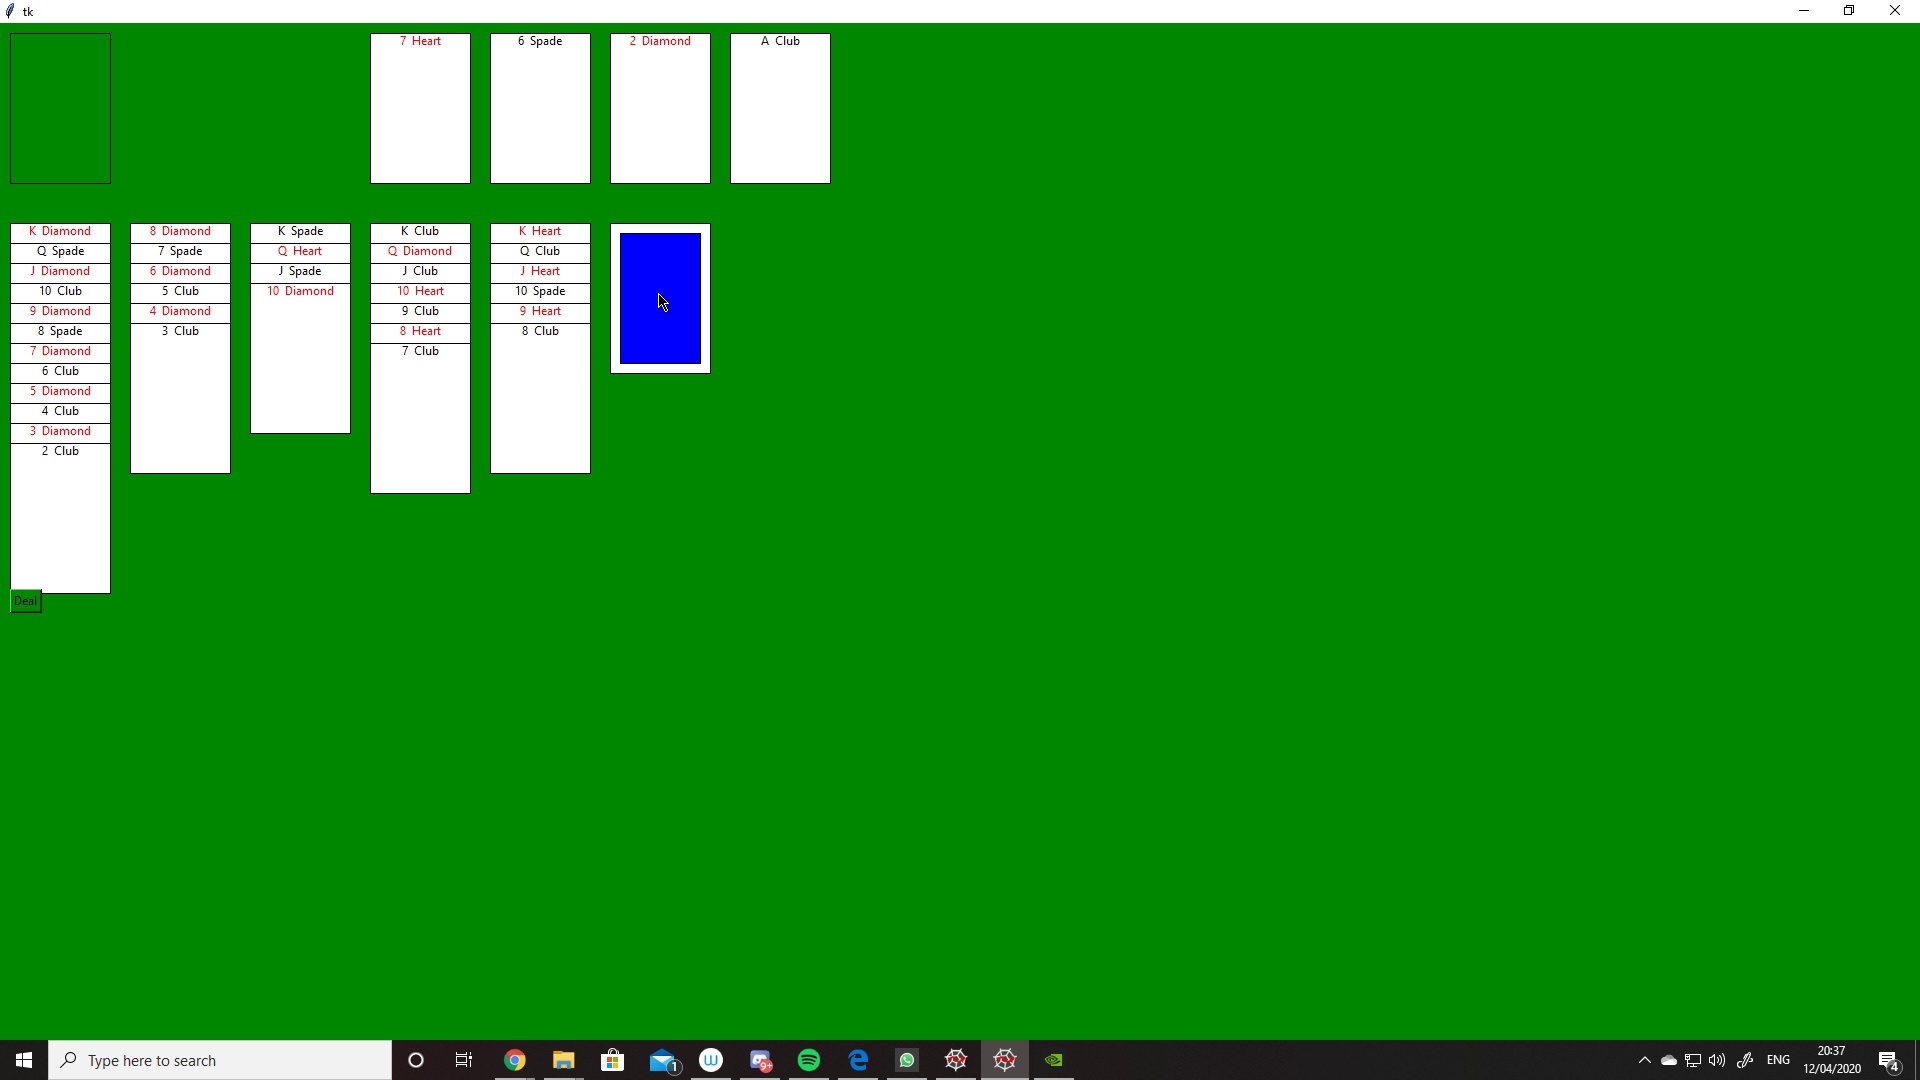 tk
7 Heart
6 Spade
2 Diamond
A Club
K Diamond
Q Spade
J Diamond
10 Club
9 Diamond
8 Spade
7 Diamond
6 Club
5 Diamond
4 Club
3 Diamond
2 Club
8 Diamond
7 Spade
6 Diamond
5 Club
4 Diamond
3 Club
K Spade
Q Heart
J Spade
10 Diamond
K Club
Q Diamond
J Club
10 Heart
9 Club
8 Heart
7 Club
K Heart
Q Club
J Heart
10 Spade
9 Heart
8 Club
Deal
Type here to search
1
W
9+
ENG
20:37
12/04/2020
4